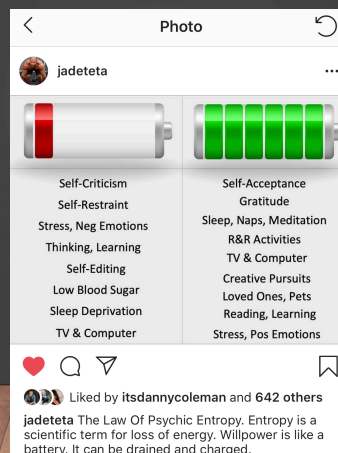 Photo
jadeteta
Self-Criticism
Self-Restraint
Stress, Neg Emotions
Thinking, Learning
Self-Editing
Low Blood Sugar
Sleep Deprivation
TV & Computer
Self-Acceptance
Gratitude
Sleep, Naps, Meditation
R&R Activities
TV & Computer
Creative Pursuits
Loved Ones, Pets
Reading, Learning
Stress, Pos Emotions
Liked by itsdannycoleman and 642 others
jadeteta The Law Of Psychic Entropy. Entropy is a
scientific term for loss of energy. Willpower is like a
battery. It can be drained and charged.